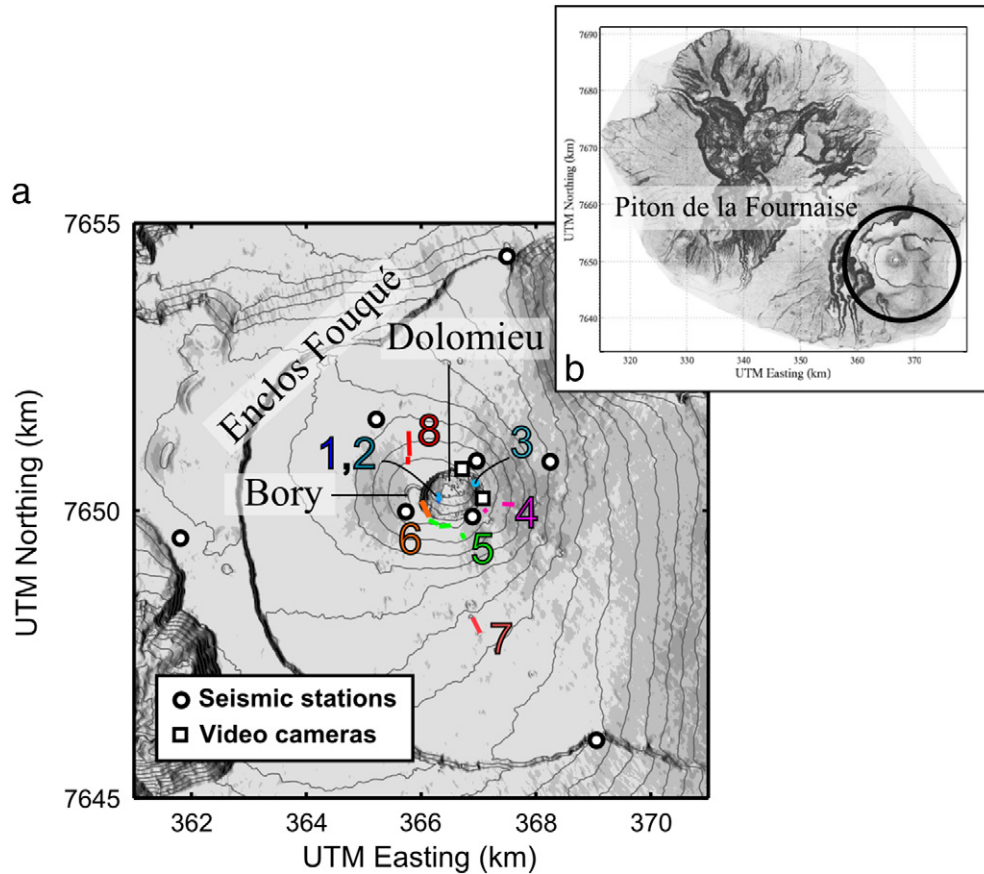 a
7655
7650
7645
UTM Northing (km)
Enclos Fouqué
Dolomieu
8
1,2
3
Bory
4
6
5
7
Seismic stations
Video cameras
362
364
366
368
370
UTM Easting (km)
7690
7680
7670
7660
7650
7640
UTM Northing (km)
Piton de la Fournaise
b
320
330
340
350
360
370
UTM Easting (km)